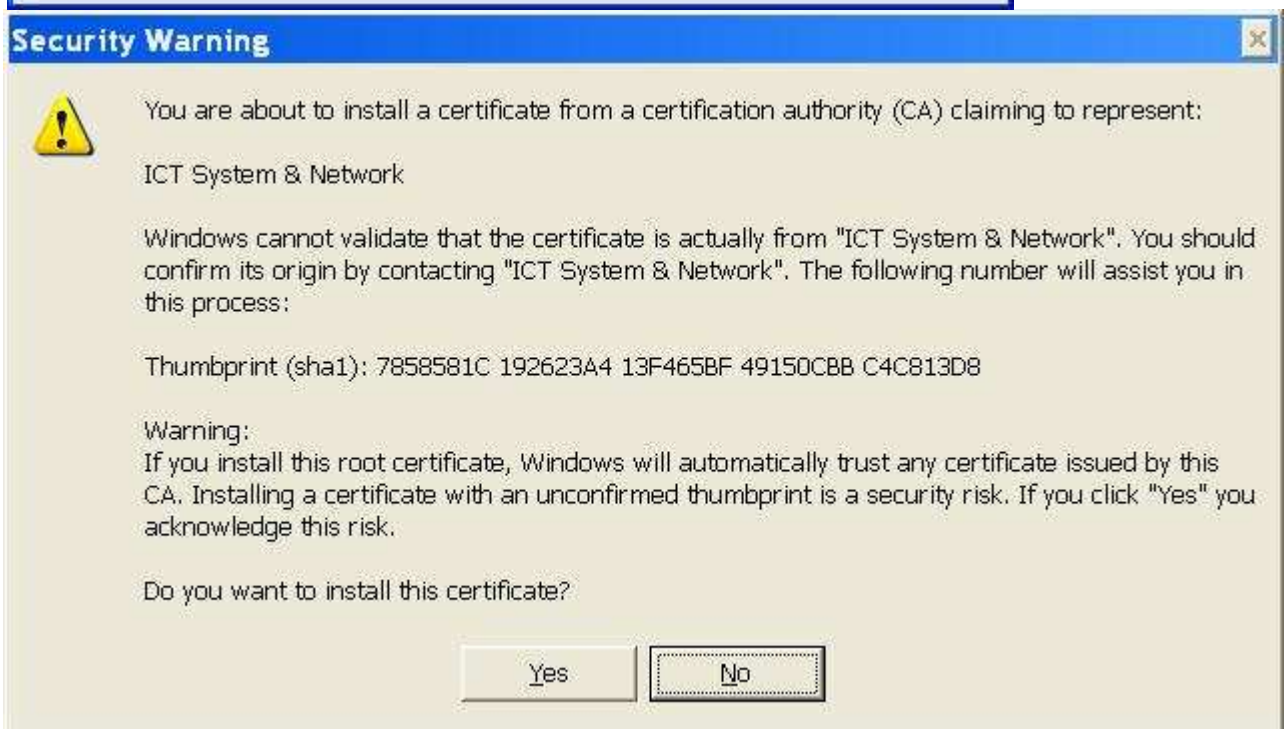 Security Warning
You are about to install a certificate from a certification authority (CA) claiming to represent:
ICT System & Network
Windows cannot validate that the certificate is actually from "ICT System & Network". You should
confirm its origin by contacting "ICT System & Network". The following number will assist you in
this process:
Thumbprint (sha1): 7858581C 192623A4 13F465BF 49150CBB C4C813D8
Warning:
If you install this root certificate, Windows will automatically trust any certificate issued by this
CA. Installing a certificate with an unconfirmed thumbprint is a security risk. If you click "Yes" you
acknowledge this risk.
Do you want to install this certificate?
Yes
No